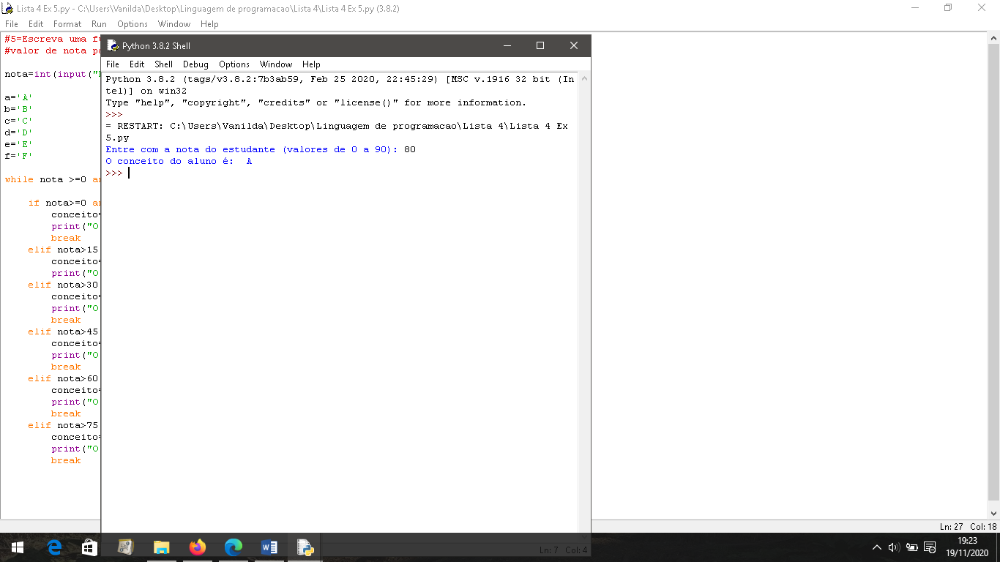 Lista 4 Ex 5.py - C:\Users\Vanilda\Desktop\Linguagem de programacao\Lista 4\Lista 4 Ex 5.py (3.8.2)
File Edit Format Run Options Window Help
#5=Escreva uma fu
#valor de nota pa
nota=int(input("
a='A'
b='B'
c='C'
d='D'
e='E'
f='F'
while nota >=0 an
if nota>=0 an
conceito=
print("O
break
elif nota>15
conceito=
print("O
elif nota>30
conceito=
print("O
break
elif nota>45
conceito=
print("O
break
elif nota>60
conceito=
print("O
break
elif nota>75
conceito=
print("O
break
Python 3.8.2 Shell
File Edit Shell Debug Options Window Help
Python 3.8.2 (tags/v3.8.2:7b3ab59, Feb 25 2020, 22:45:29) [MSC v.1916 32 bit (In
tel)] on win32
Type "help", "copyright", "credits" or "license()" for more information.
>>>
= RESTART: C:\Users\Vanilda\Desktop\Linguagem de programacao\Lista 4\Lista 4 Ex
5.py
Entre com a nota do estudante (valores de 0 a 90): 80
O conceito do aluno é:  A
>>>
Ln: 7 Col: 4
Ln: 27 Col: 18
19:23
19/11/2020